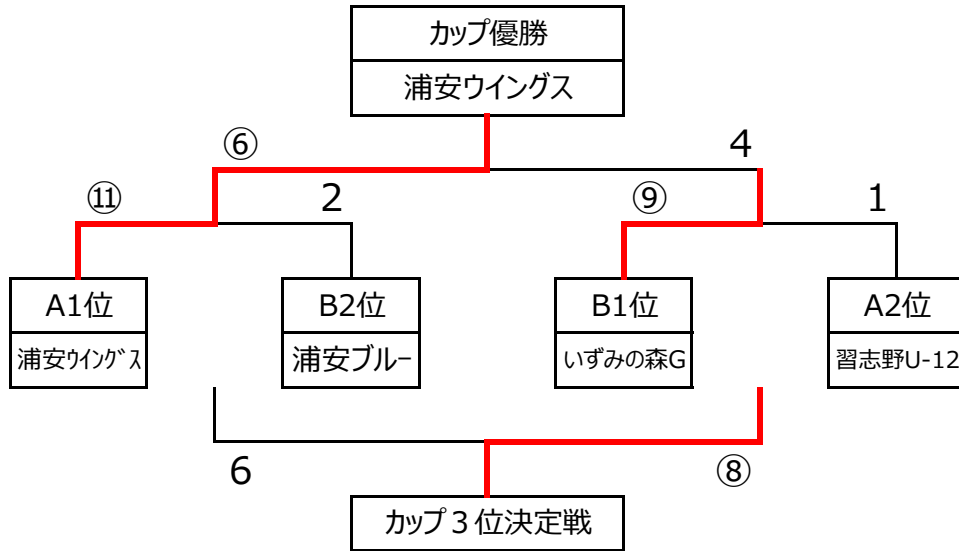 カップ優勝
浦安ウイングス
⑥ 4
⑪ 2 ⑨ 1
A1位 B2位 B1位 A2位
浦安ｳｲﾝｸﾞｽ 浦安ブルｰ いずみの森G 習志野U-12
6 ⑧
カップ３位決定戦